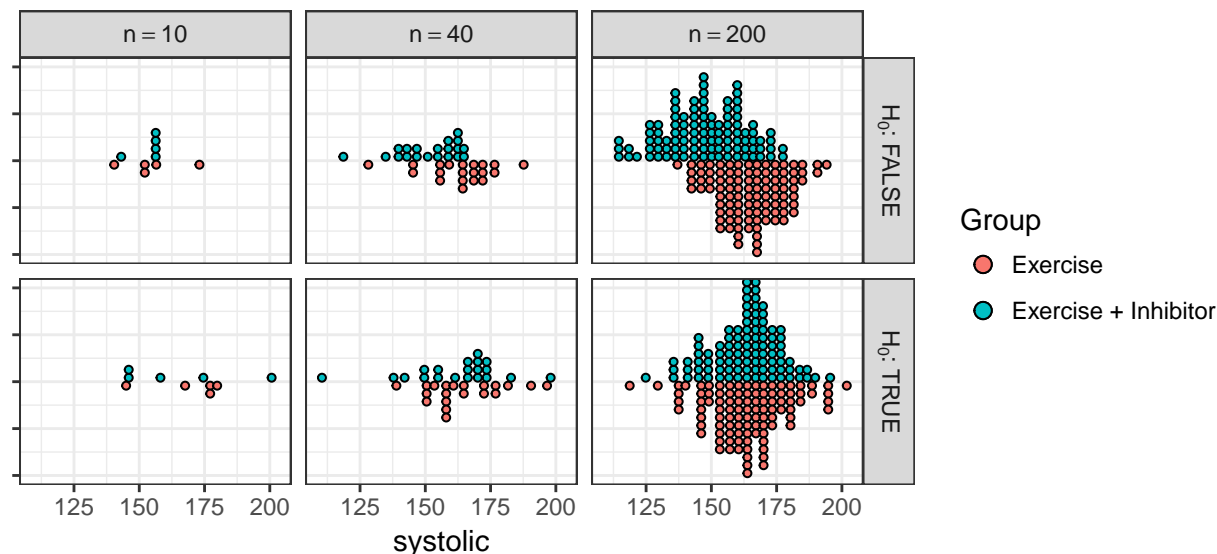 n = 10
n = 40
n = 200
H₀: FALSE
H₀: TRUE
125 150 175 200
125 150 175 200
125 150 175 200
systolic
Group
Exercise
Exercise + Inhibitor